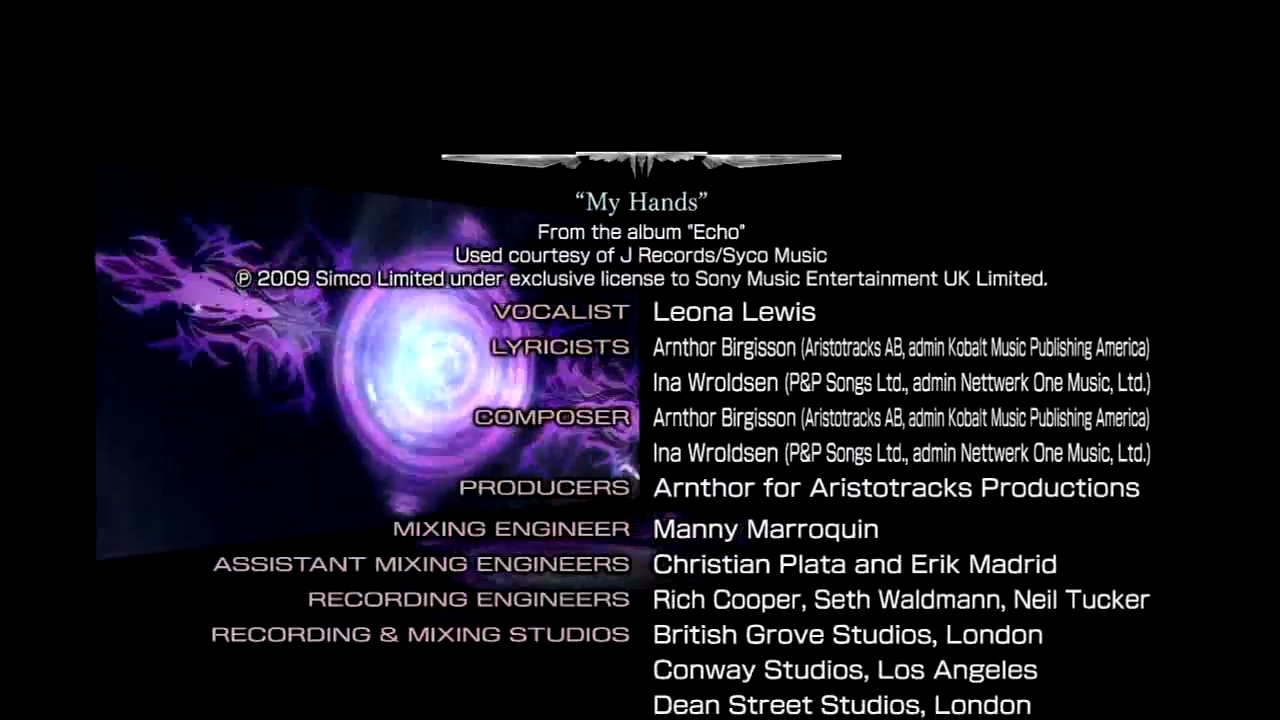 “My Hands”
From the album "Echo"
Used courtesy of J Records/Syco Music
℗ 2009 Simco Limited under exclusive license to Sony Music Entertainment UK Limited.
VOCALIST Leona Lewis
LYRICISTS Arnthor Birgisson (Aristotracks AB, admin Kobalt Music Publishing America)
Ina Wroldsen (P&P Songs Ltd., admin Nettwerk One Music, Ltd.)
COMPOSER Arnthor Birgisson (Aristotracks AB, admin Kobalt Music Publishing America)
Ina Wroldsen (P&P Songs Ltd., admin Nettwerk One Music, Ltd.)
PRODUCERS Arnthor for Aristotracks Productions
MIXING ENGINEER Manny Marroquin
ASSISTANT MIXING ENGINEERS Christian Plata and Erik Madrid
RECORDING ENGINEERS Rich Cooper, Seth Waldmann, Neil Tucker
RECORDING & MIXING STUDIOS British Grove Studios, London
Conway Studios, Los Angeles
Dean Street Studios, London